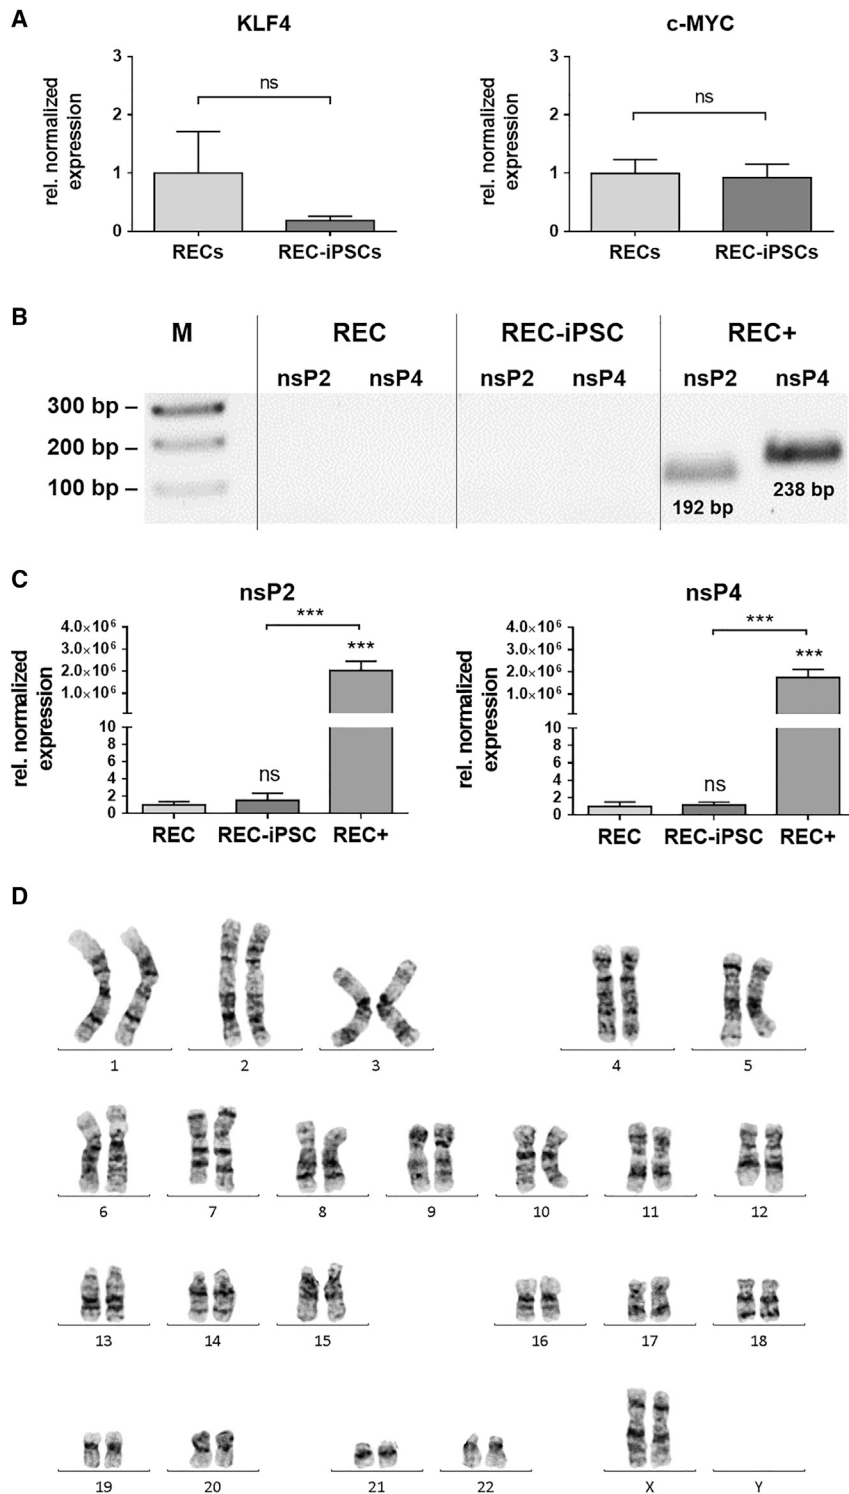 A
KLF4
c-MYC
rel. normalized
expression
3
2
1
0
ns
RECs
REC-iPSCs
rel. normalized
expression
3
2
1
0
ns
RECs
REC-iPSCs
B
M
REC
REC-iPSC
REC+
nsP2
nsP4
nsP2
nsP4
nsP2
nsP4
300 bp –
200 bp –
100 bp –
192 bp
238 bp
C
nsP2
rel. normalized
expression
4.0×10⁶
3.0×10⁶
2.0×10⁶
1.0×10⁶
10
8
6
4
2
0
***
***
ns
REC
REC-iPSC
REC+
nsP4
rel. normalized
expression
4.0×10⁶
3.0×10⁶
2.0×10⁶
1.0×10⁶
10
8
6
4
2
0
***
***
ns
REC
REC-iPSC
REC+
D
1 2 3 4 5
6 7 8 9 10 11 12
13 14 15 16 17 18
19 20 21 22 X Y